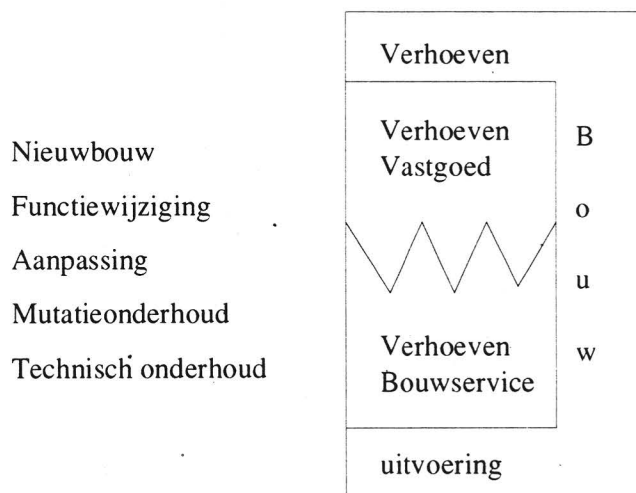 Verhoeven
Nieuwbouw
Functiewijziging
Aanpassing
Mutatieonderhoud
Technisch onderhoud
Verhoeven
Vastgoed
Verhoeven
Bouwservice
B
o
u
w
uitvoering